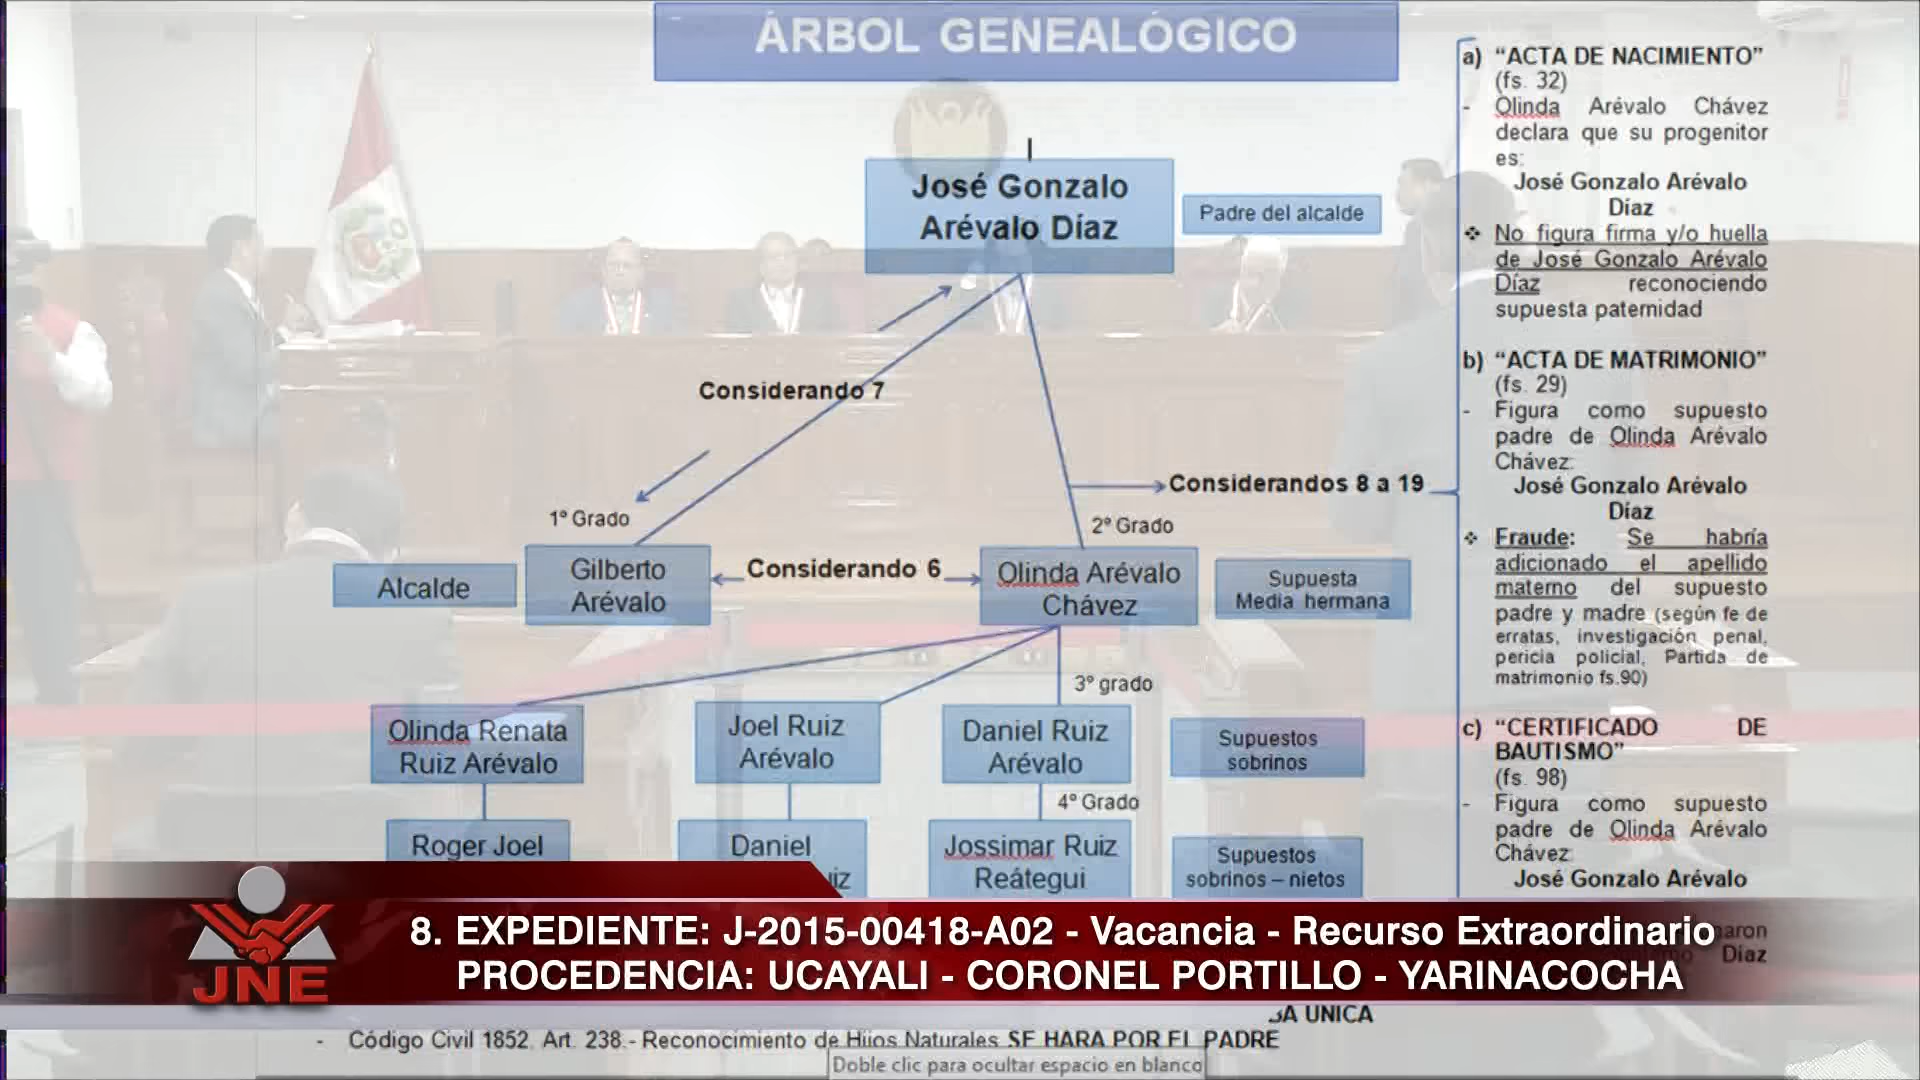 ÁRBOL GENEALÓGICO
José Gonzalo
Arévalo Díaz
Padre del alcalde
Considerando 7
Considerandos 8 a 19
1º Grado
2º Grado
Alcalde
Gilberto
Arévalo
Considerando 6
Olinda Arévalo
Chávez
Supuesta
Media hermana
3º grado
Olinda Renata
Ruiz Arévalo
Joel Ruiz
Arévalo
Daniel Ruiz
Arévalo
Supuestos
sobrinos
4º Grado
Roger Joel
Daniel
Jossimar Ruiz
Reátegui
Supuestos
sobrinos – nietos
a) “ACTA DE NACIMIENTO”
(fs. 32)
- Olinda Arévalo Chávez
declara que su progenitor
es:
José Gonzalo Arévalo
Díaz
❖ No figura firma y/o huella
de José Gonzalo Arévalo
Díaz reconociendo
supuesta paternidad
b) “ACTA DE MATRIMONIO”
(fs. 29)
- Figura como supuesto
padre de Olinda Arévalo
Chávez:
José Gonzalo Arévalo
Díaz
❖ Fraude: Se habría
adicionado el apellido
materno del supuesto
padre y madre (según fe de
erratas, investigación penal,
pericia policial, Partida de
matrimonio fs.90)
c) “CERTIFICADO DE
BAUTISMO”
(fs. 98)
- Figura como supuesto
padre de Olinda Arévalo
Chávez:
José Gonzalo Arévalo
Díaz
JNE
8. EXPEDIENTE: J-2015-00418-A02 - Vacancia - Recurso Extraordinario
PROCEDENCIA: UCAYALI - CORONEL PORTILLO - YARINACOCHA
UNICA
- Código Civil 1852. Art. 238.- Reconocimiento de Hijos Naturales SE HARA POR EL PADRE
Doble clic para ocultar espacio en blanco